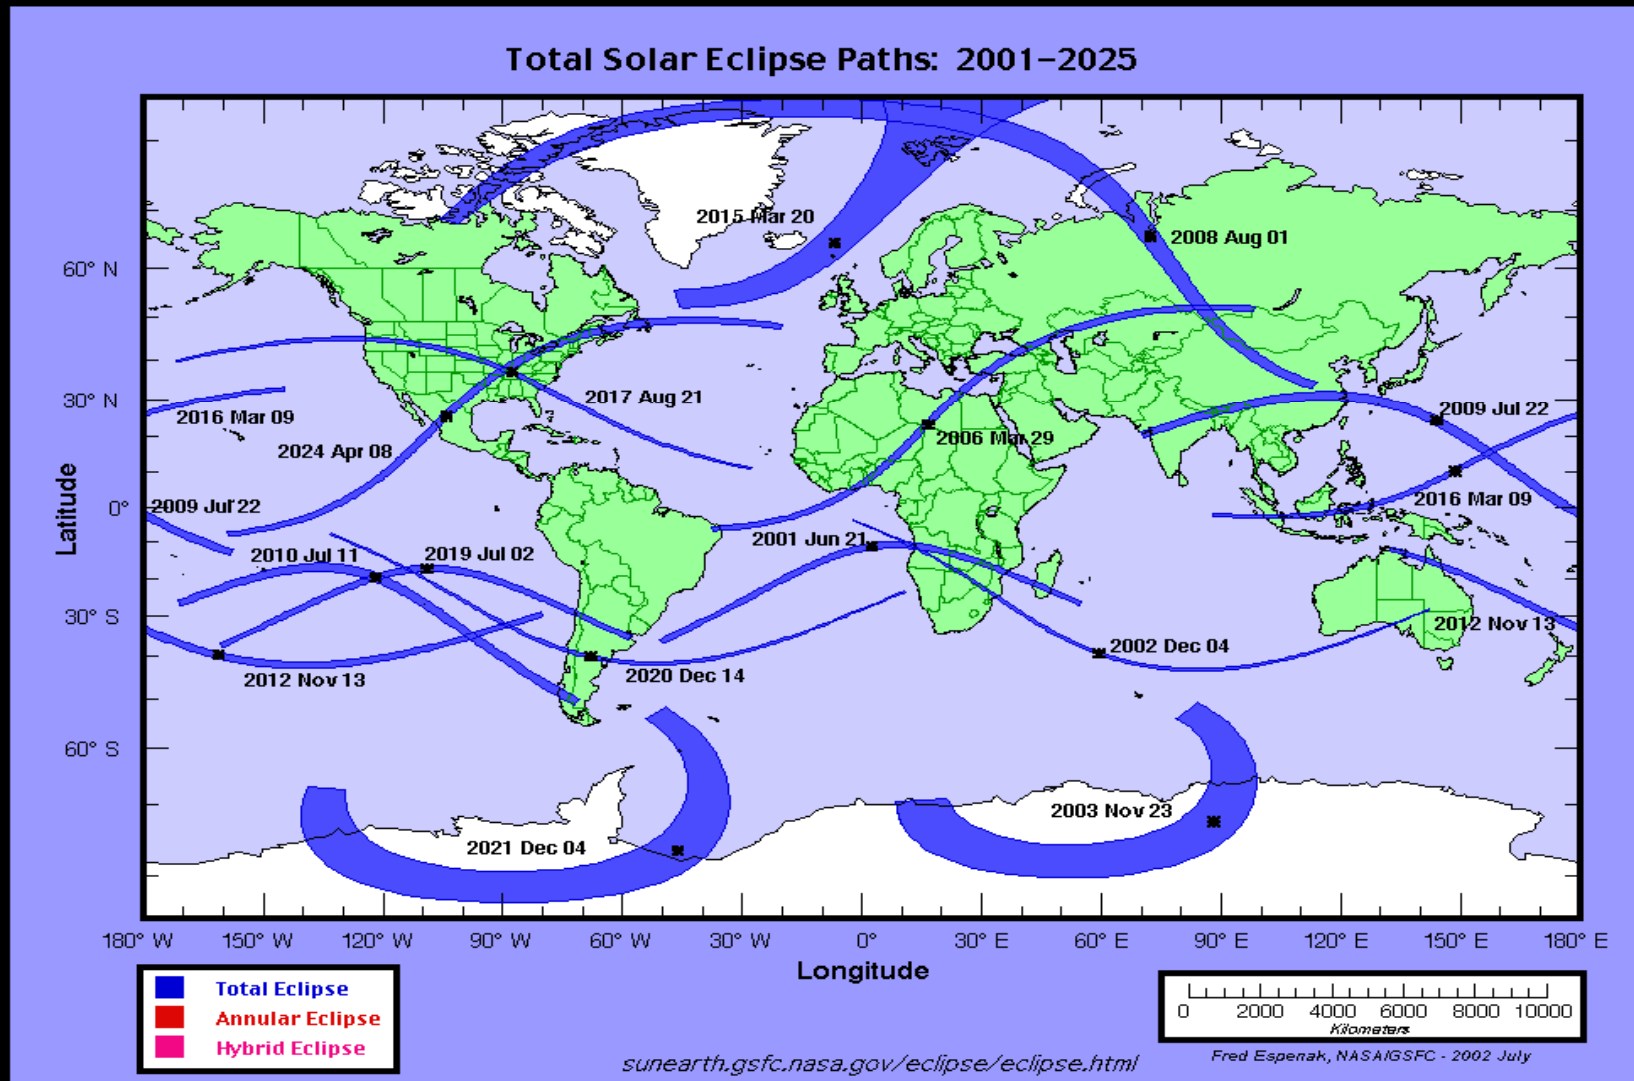 Total Solar Eclipse Paths: 2001-2025
2015 Mar 20
2008 Aug 01
60° N
30° N
2017 Aug 21
2016 Mar 09
2009 Jul 22
2024 Apr 08
2006 Mar 29
2016 Mar 09
0°
2009 Jul 22
2001 Jun 21
2010 Jul 11
2019 Jul 02
30° S
2012 Nov 13
2002 Dec 04
2012 Nov 13
2020 Dec 14
60° S
2003 Nov 23
2021 Dec 04
Latitude
180° W 150° W 120° W 90° W 60° W 30° W 0° 30° E 60° E 90° E 120° E 150° E 180° E
Longitude
Total Eclipse
Annular Eclipse
Hybrid Eclipse
0 2000 4000 6000 8000 10000
Kilometers
Fred Espenak, NASA/GSFC - 2002 July
sunearth.gsfc.nasa.gov/eclipse/eclipse.html